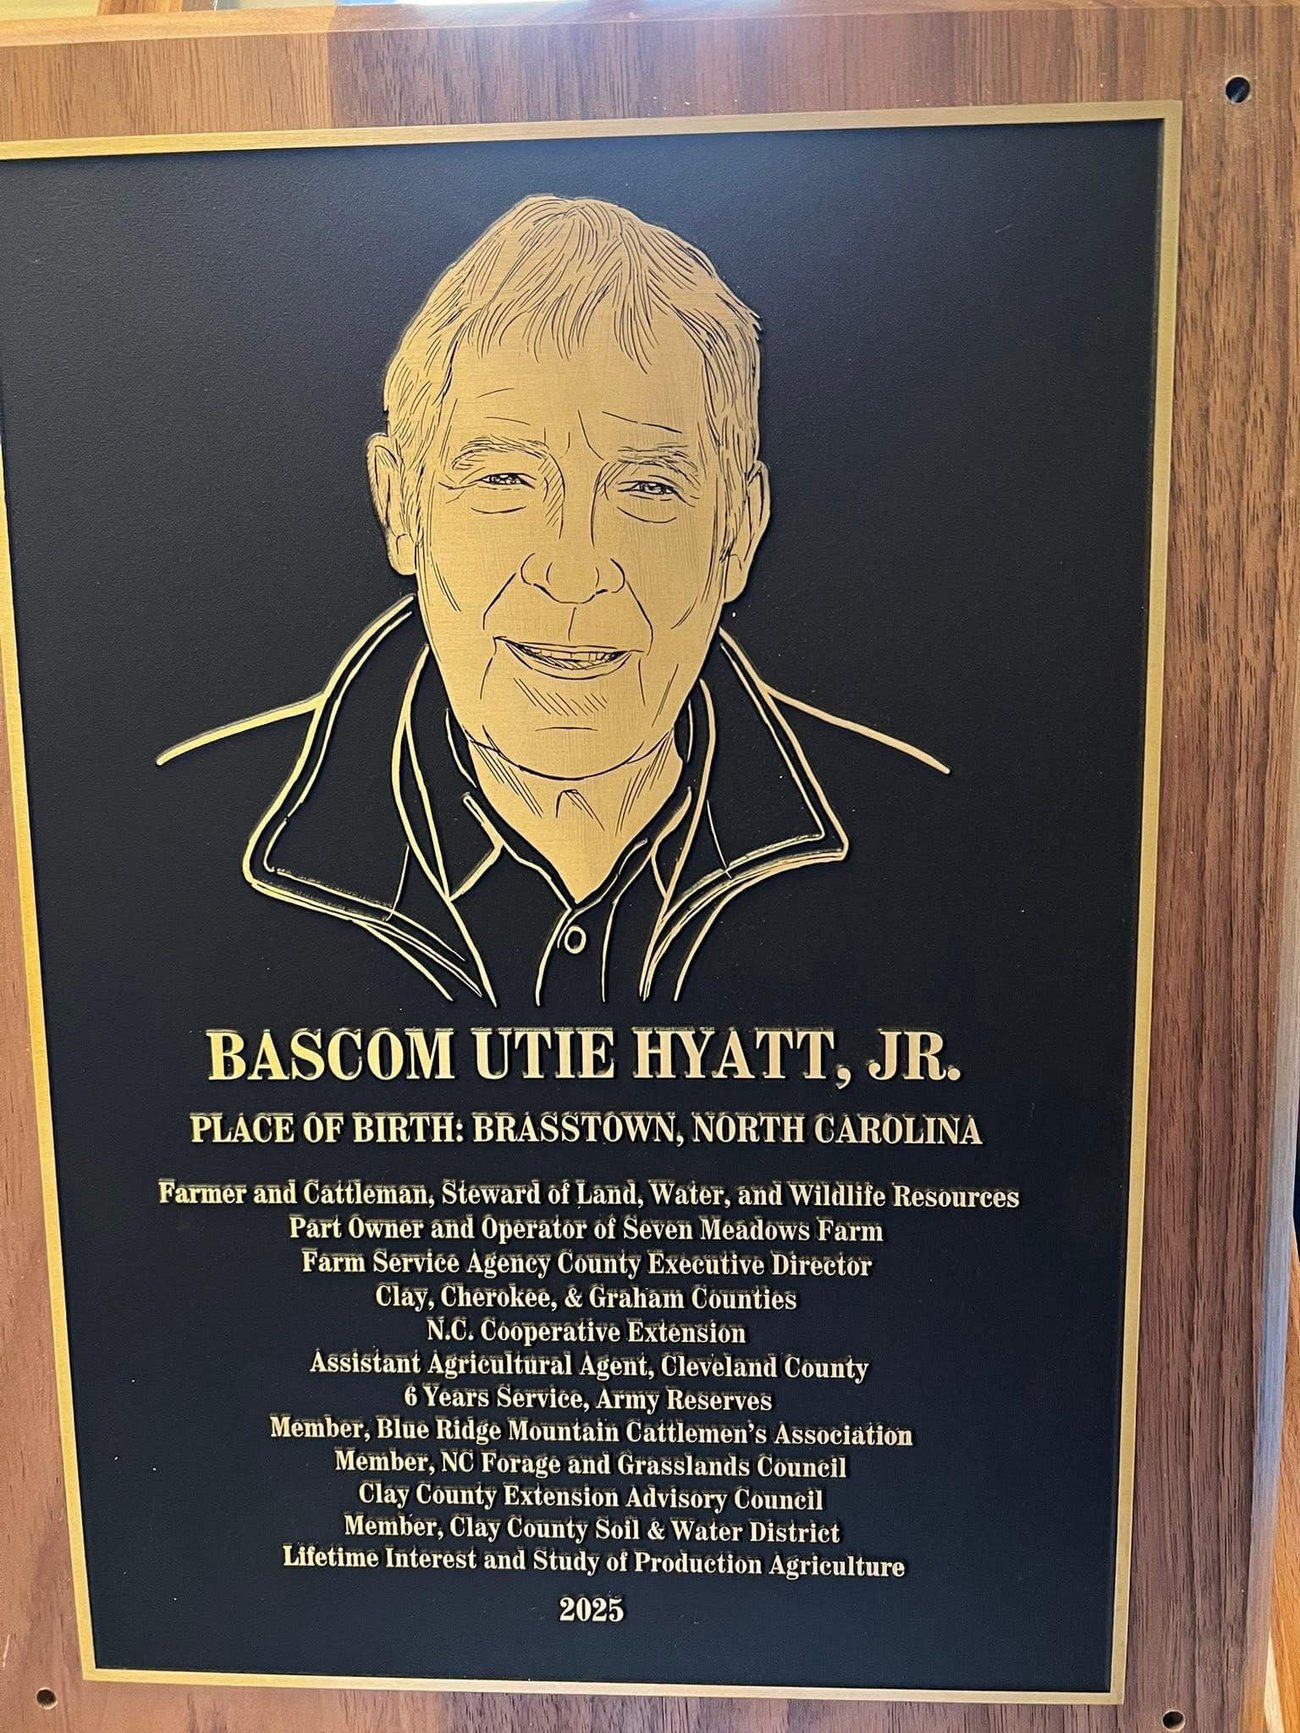 BASCOM UTIE HYATT, JR.
PLACE OF BIRTH: BRASSTOWN, NORTH CAROLINA
Farmer and Cattleman, Steward of Land, Water, and Wildlife Resources
Part Owner and Operator of Seven Meadows Farm
Farm Service Agency County Executive Director
Clay, Cherokee, & Graham Counties
N.C. Cooperative Extension
Assistant Agricultural Agent, Cleveland County
6 Years Service, Army Reserves
Member, Blue Ridge Mountain Cattlemen's Association
Member, NC Forage and Grasslands Council
Clay County Extension Advisory Council
Member, Clay County Soil & Water District
Lifetime Interest and Study of Production Agriculture
2025